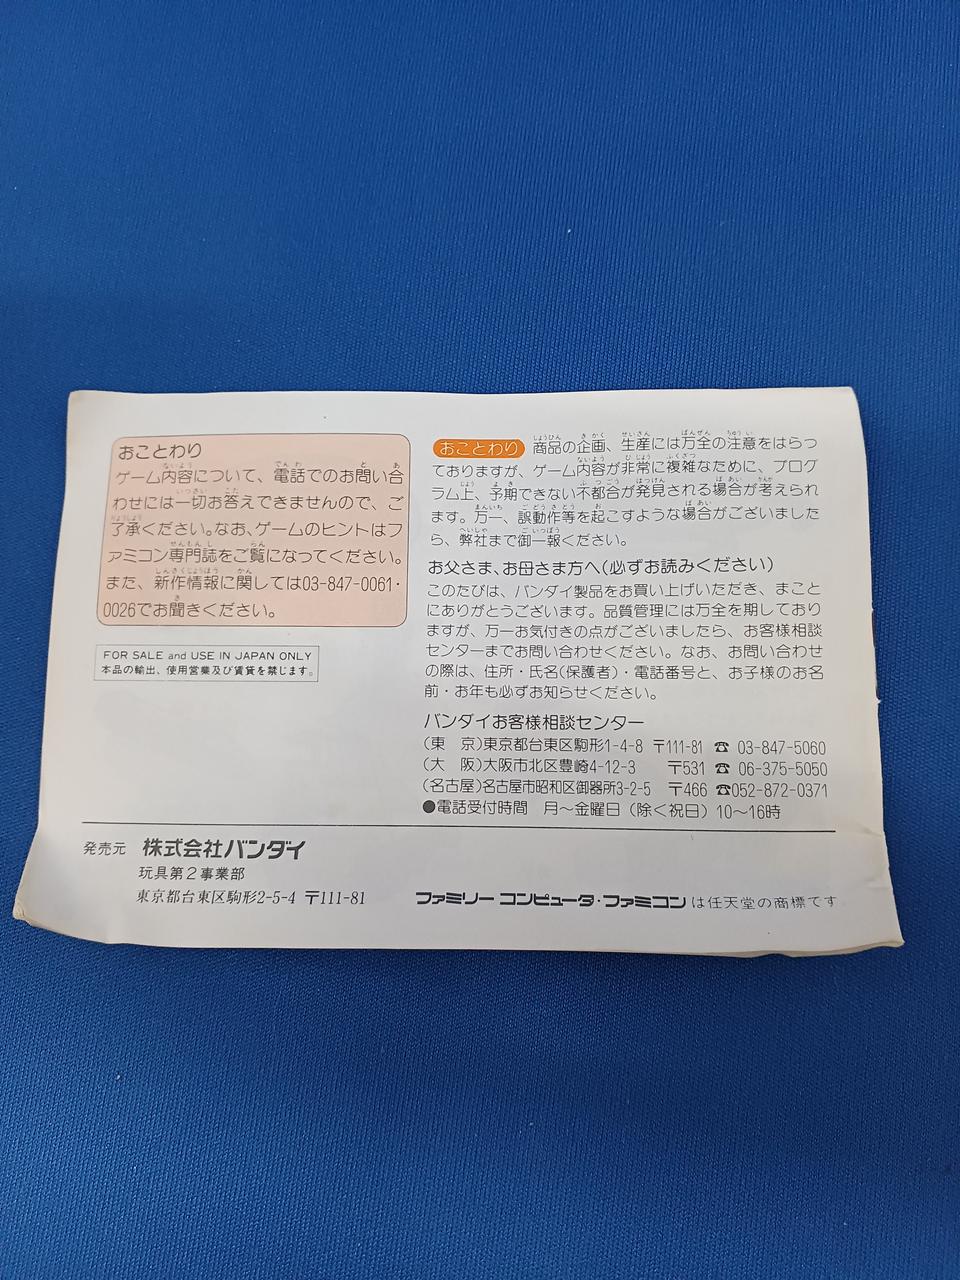 おことわり
ゲーム内容について、電話でのお問い合
わせには一切お答えできませんので、ご
了承ください。なお、ゲームのヒントはフ
ァミコン専門誌をご覧になってください。
また、新作情報に関しては03-847-0061・
0026でお聞きください。
FOR SALE and USE IN JAPAN ONLY
本品の輸出、使用営業及び賃貸を禁じます。
おことわり 商品の企画、生産には万全の注意をはらっ
ておりますが、ゲーム内容が非常に複雑なために、プログ
ラム上、予期できない不都合が発見される場合が考えられ
ます。万一、誤動作等を起こすような場合がございました
ら、弊社まで御一報ください。
お父さま、お母さま方へ(必ずお読みください)
このたびは、バンダイ製品をお買い上げいただき、まこと
にありがとうございます。品質管理には万全を期しており
ますが、万一お気付きの点がございましたら、お客様相談
センターまでお問い合わせください。なお、お問い合わせ
の際は、住所・氏名(保護者)・電話番号と、お子様のお名
前・お年も必ずお知らせください。
バンダイお客様相談センター
(東 京)東京都台東区駒形1-4-8 〒111-81 ☎ 03-847-5060
(大 阪)大阪市北区豊崎4-12-3 〒531 ☎ 06-375-5050
(名古屋)名古屋市昭和区御器所3-2-5 〒466 ☎052-872-0371
●電話受付時間 月～金曜日(除く祝日)10～16時
発売元 株式会社バンダイ
玩具第2事業部
東京都台東区駒形2-5-4 〒111-81
ファミリーコンピュータ・ファミコンは任天堂の商標です